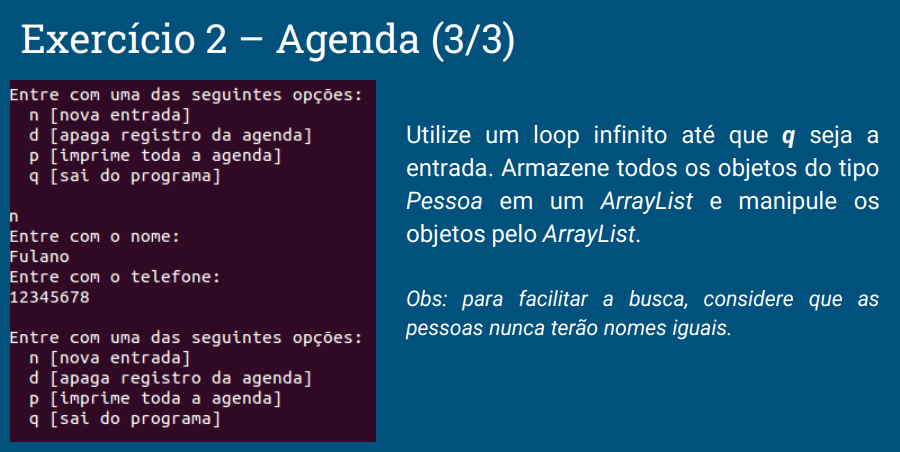 Exercício 2 – Agenda (3/3)
Entre com uma das seguintes opções:
n [nova entrada]
d [apaga registro da agenda]
p [imprime toda a agenda]
q [sai do programa]
n
Entre com o nome:
Fulano
Entre com o telefone:
12345678
Entre com uma das seguintes opções:
n [nova entrada]
d [apaga registro da agenda]
p [imprime toda a agenda]
q [sai do programa]
Utilize um loop infinito até que q seja a
entrada. Armazene todos os objetos do tipo
Pessoa em um ArrayList e manipule os
objetos pelo ArrayList.
Obs: para facilitar a busca, considere que as
pessoas nunca terão nomes iguais.